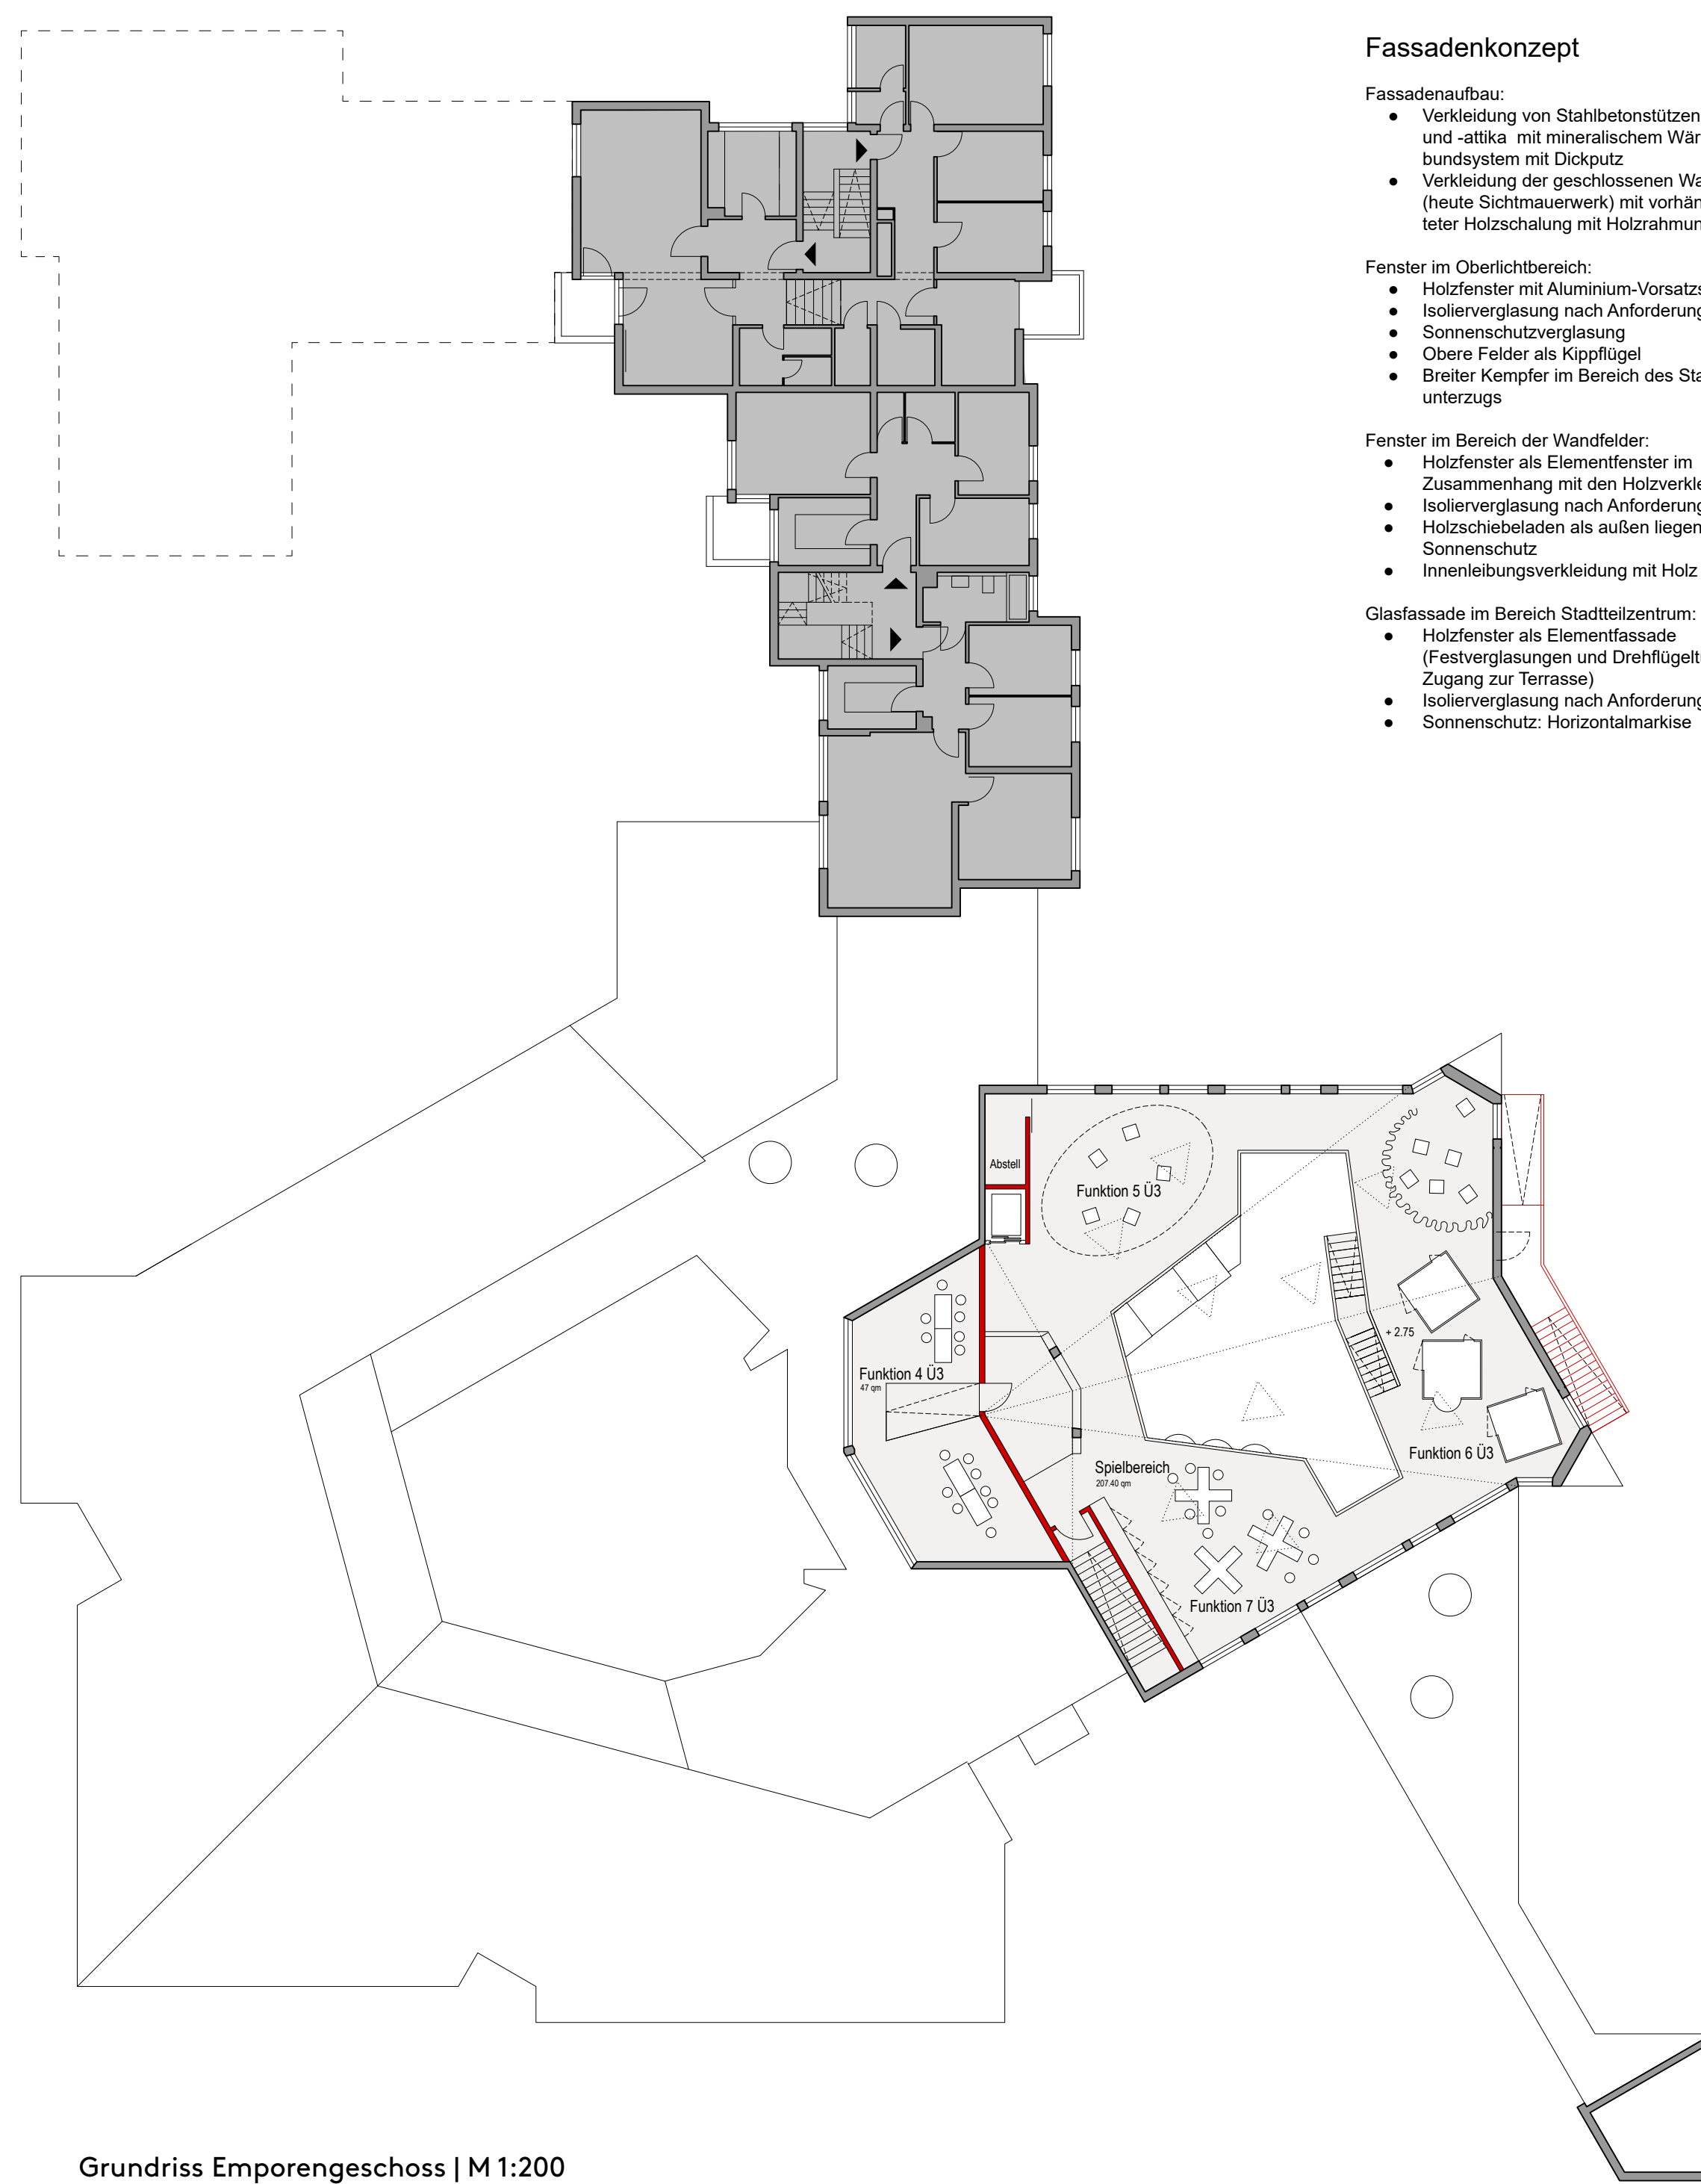 Fassadenkonzept
Fassadenaufbau:
● Verkleidung von Stahlbetonstützen
und -attika mit mineralischem Wär
bundsystem mit Dickputz
● Verkleidung der geschlossenen Wa
(heute Sichtmauerwerk) mit vorhän
teter Holzschalung mit Holzrahmun
Fenster im Oberlichtbereich:
● Holzfenster mit Aluminium-Vorsatzs
● Isolierverglasung nach Anforderung
● Sonnenschutzverglasung
● Obere Felder als Kippflügel
● Breiter Kempfer im Bereich des Sta
unterzugs
Fenster im Bereich der Wandfelder:
● Holzfenster als Elementfenster im
Zusammenhang mit den Holzverkle
● Isolierverglasung nach Anforderung
● Holzschiebeladen als außen liegen
Sonnenschutz
● Innenleibungsverkleidung mit Holz
Glasfassade im Bereich Stadtteilzentrum:
● Holzfenster als Elementfassade
(Festverglasungen und Drehflügeltü
Zugang zur Terrasse)
● Isolierverglasung nach Anforderung
● Sonnenschutz: Horizontalmarkise
Abstell
Funktion 5 Ü3
+ 2.75
Funktion 4 Ü3
47 qm
Funktion 6 Ü3
Spielbereich
207.40 qm
Funktion 7 Ü3
Grundriss Emporengeschoss | M 1:200